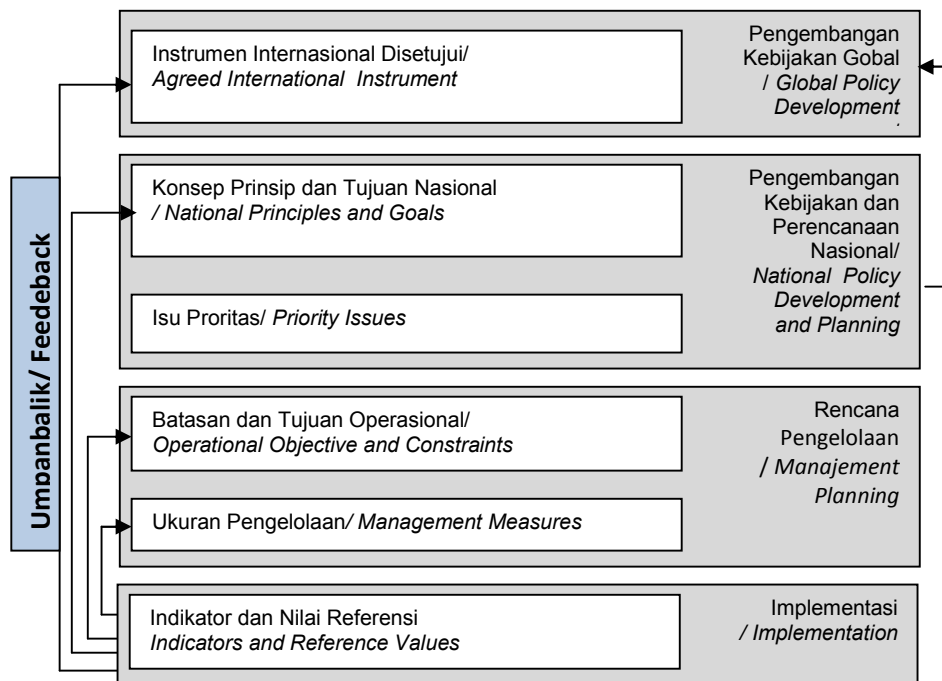 Instrumen Internasional Disetujui/
Agreed International Instrument
Pengembangan
Kebijakan Gobal
/ Global Policy
Development
Umpanbalik/ Feedeback
Konsep Prinsip dan Tujuan Nasional
/ National Principles and Goals
Isu Proritas/ Priority Issues
Pengembangan
Kebijakan dan
Perencanaan
Nasional/
National Policy
Development
and Planning
Batasan dan Tujuan Operasional/
Operational Objective and Constraints
Ukuran Pengelolaan/ Management Measures
Rencana
Pengelolaan
/ Manajement
Planning
Indikator dan Nilai Referensi
Indicators and Reference Values
Implementasi
/ Implementation